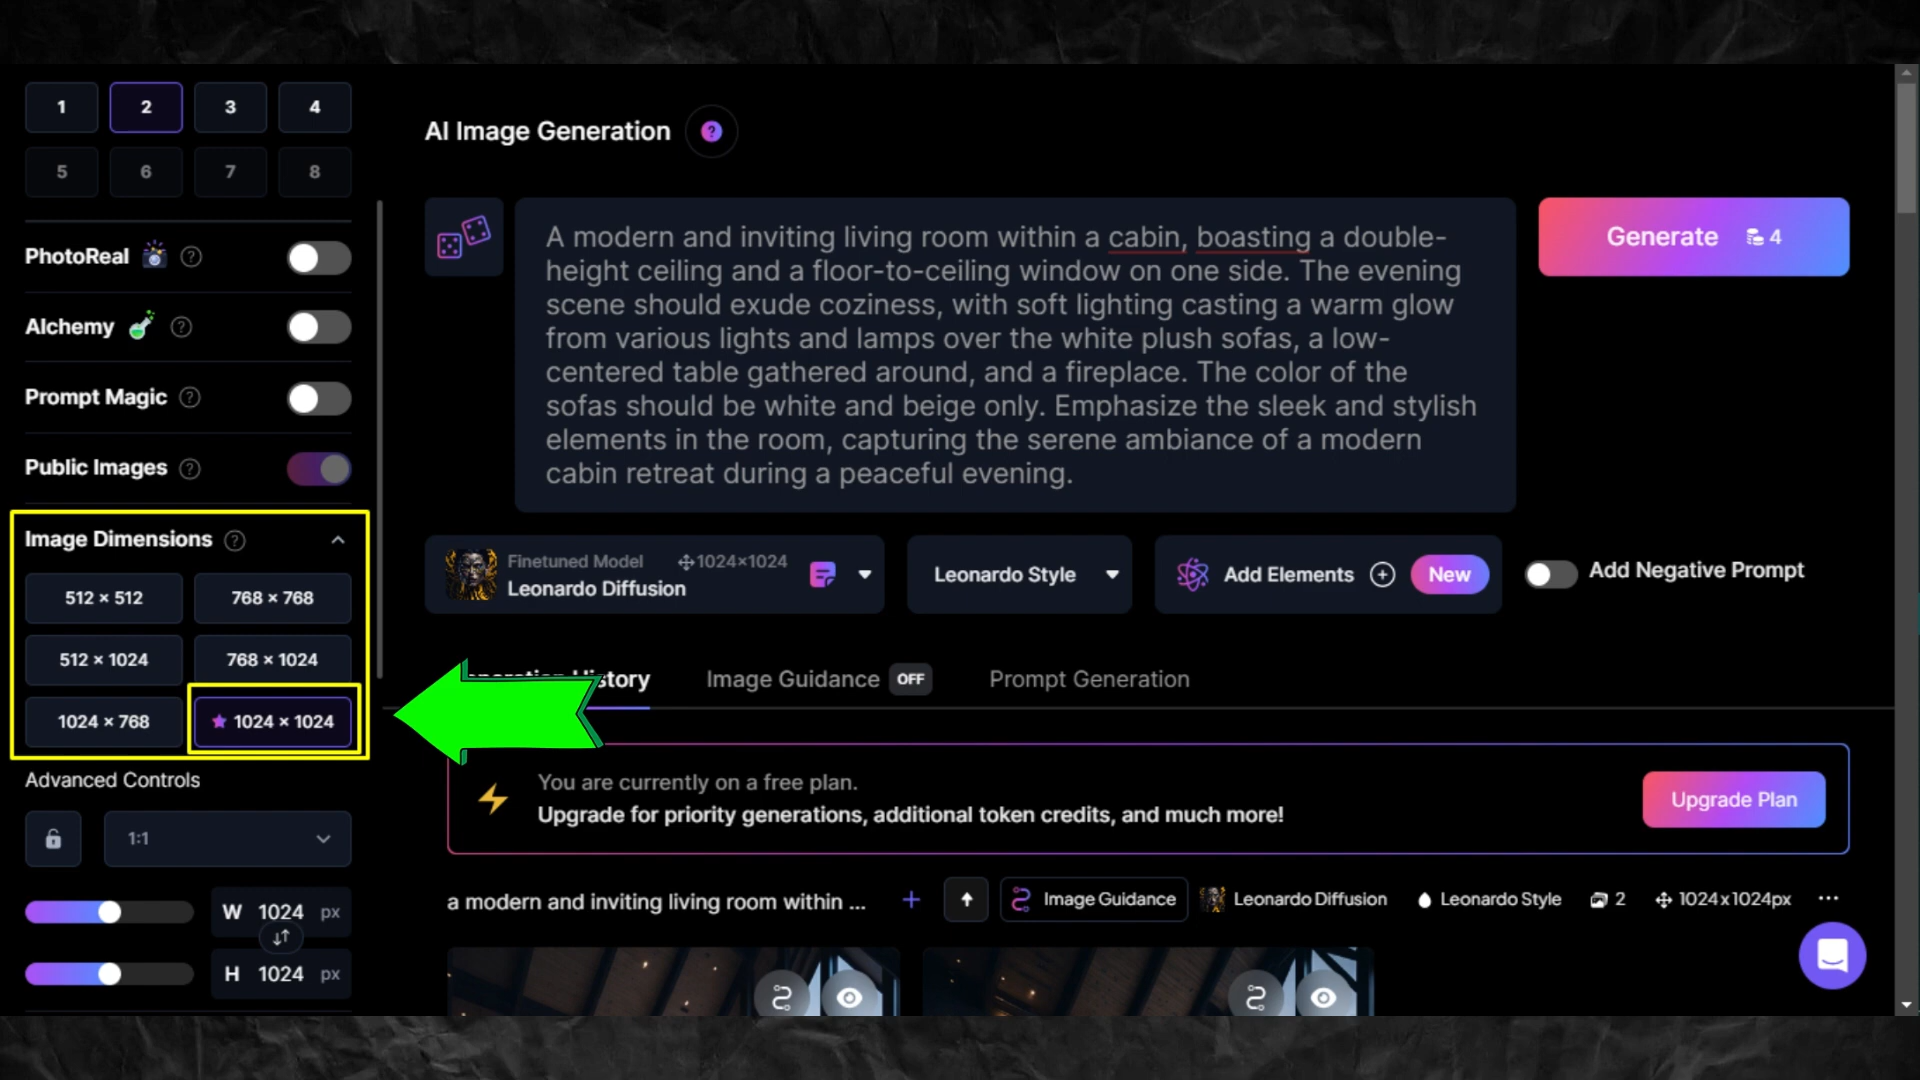 1 2 3 4
5 6 7 8
PhotoReal
Alchemy
Prompt Magic
Public Images
Image Dimensions
512 × 512 768 × 768
512 × 1024 768 × 1024
1024 × 768 1024 × 1024
Advanced Controls
1:1
W 1024 px
H 1024 px
AI Image Generation ?
A modern and inviting living room within a cabin, boasting a double-
height ceiling and a floor-to-ceiling window on one side. The evening
scene should exude coziness, with soft lighting casting a warm glow
from various lights and lamps over the white plush sofas, a low-
centered table gathered around, and a fireplace. The color of the
sofas should be white and beige only. Emphasize the sleek and stylish
elements in the room, capturing the serene ambiance of a modern
cabin retreat during a peaceful evening.
Generate 4
Finetuned Model 1024×1024
Leonardo Diffusion
Leonardo Style
Add Elements New
Add Negative Prompt
Image Guidance OFF Prompt Generation
You are currently on a free plan.
Upgrade for priority generations, additional token credits, and much more!
Upgrade Plan
a modern and inviting living room within ... Image Guidance Leonardo Diffusion Leonardo Style 2 1024x1024px ...